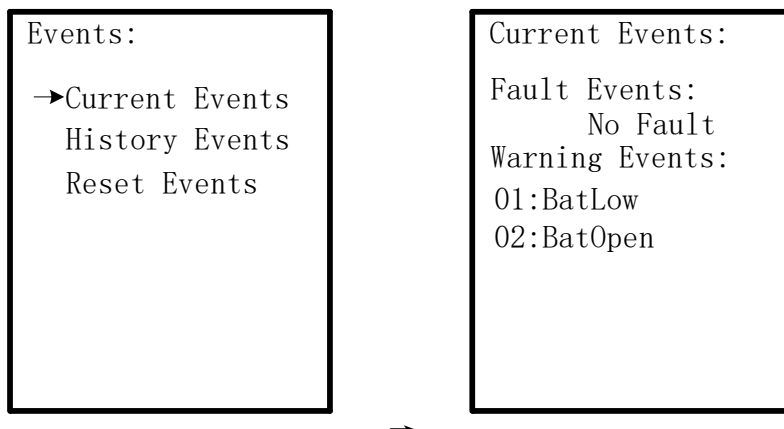 Events:
→Current Events
History Events
Reset Events
Current Events:
Fault Events:
No Fault
Warning Events:
01:BatLow
02:BatOpen